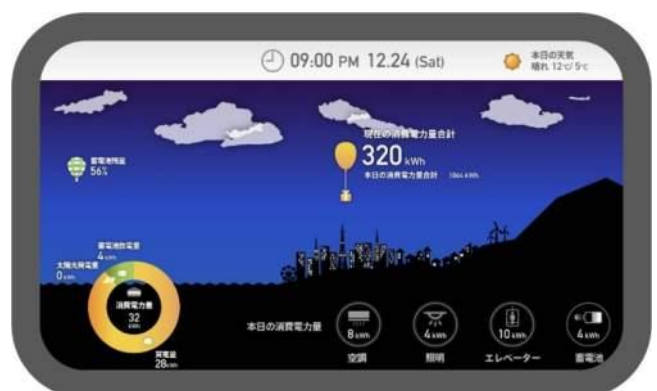 09:00 PM 12.24 (Sat)
本日の天気
晴れ 12℃/5℃
現在の消費電力量合計
320 kWh
本日の消費電力量合計 1864 kWh
蓄電池残量
56%
蓄電池放電量
4 kWh
太陽光発電量
0 kWh
消費電力量
32
kWh
買電量
28 kWh
本日の消費電力量
8 kWh
空調
4 kWh
照明
10 kWh
エレベーター
4 kWh
蓄電池